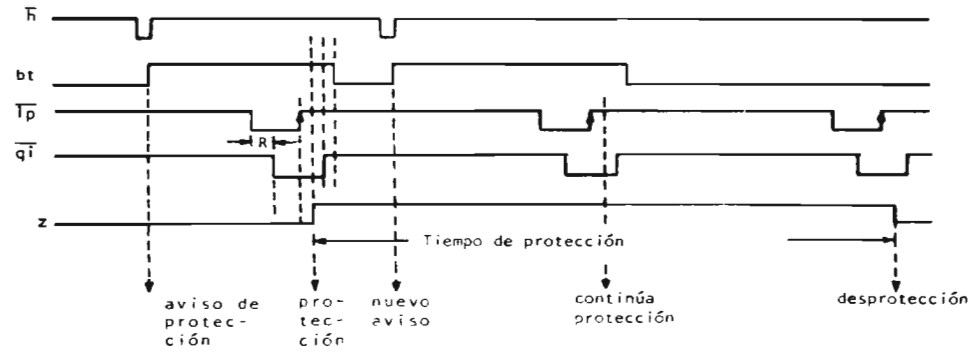 h
bt
Tp
R
qi
z
Tiempo de protección
aviso de
protec-
ción
pro-
tec-
ción
nuevo
aviso
continúa
protección
desprotección